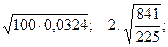 √(100 · 0,0324);  2. √(841/225);